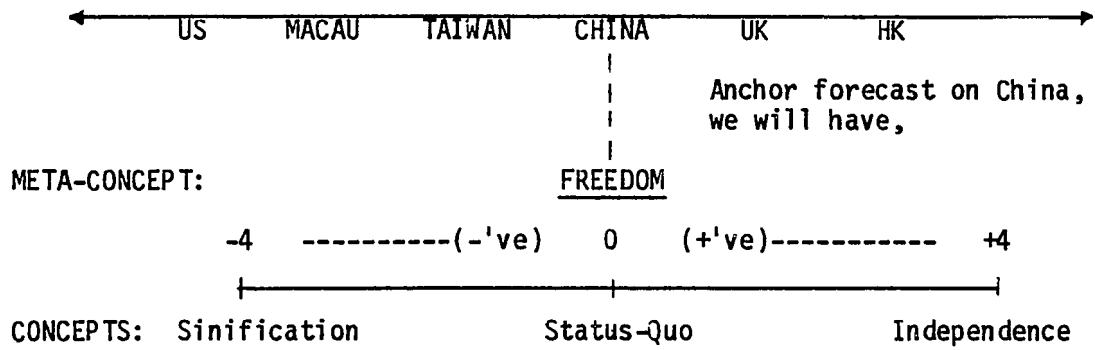 US MACAU TAIWAN CHINA UK HK
Anchor forecast on China,
we will have,
META-CONCEPT: FREEDOM
-4 ----------(-'ve) 0 (+'ve)----------- +4
CONCEPTS: Sinification Status-Quo Independence